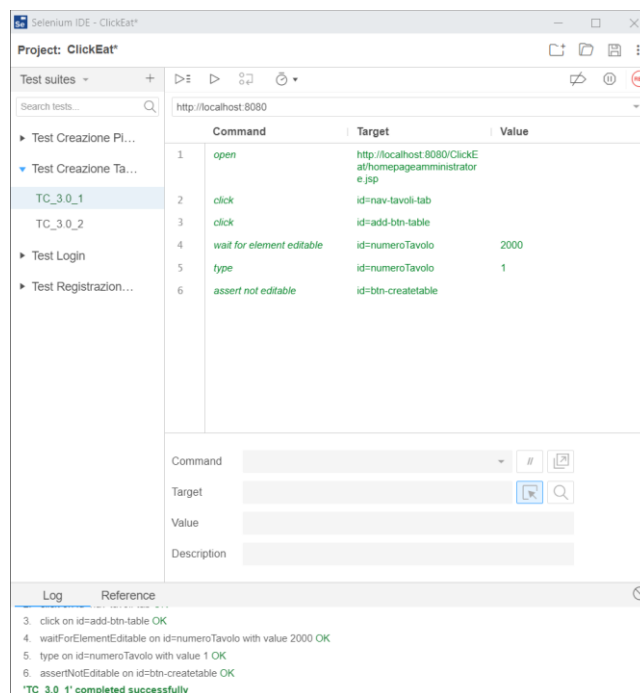 Selenium IDE - ClickEat*
Project: ClickEat*
Test suites
Search tests...
Test Creazione Pi...
Test Creazione Ta...
TC_3.0_1
TC_3.0_2
Test Login
Test Registrazion...
http://localhost:8080
Command Target Value
1 open http://localhost:8080/ClickE
at/homepageamministrator
e.jsp
2 click id=nav-tavoli-tab
3 click id=add-btn-table
4 wait for element editable id=numeroTavolo 2000
5 type id=numeroTavolo 1
6 assert not editable id=btn-createtable
Command //
Target
Value
Description
Log Reference
3. click on id=add-btn-table OK
4. waitForElementEditable on id=numeroTavolo with value 2000 OK
5. type on id=numeroTavolo with value 1 OK
6. assertNotEditable on id=btn-createtable OK
'TC_3.0_1' completed successfully